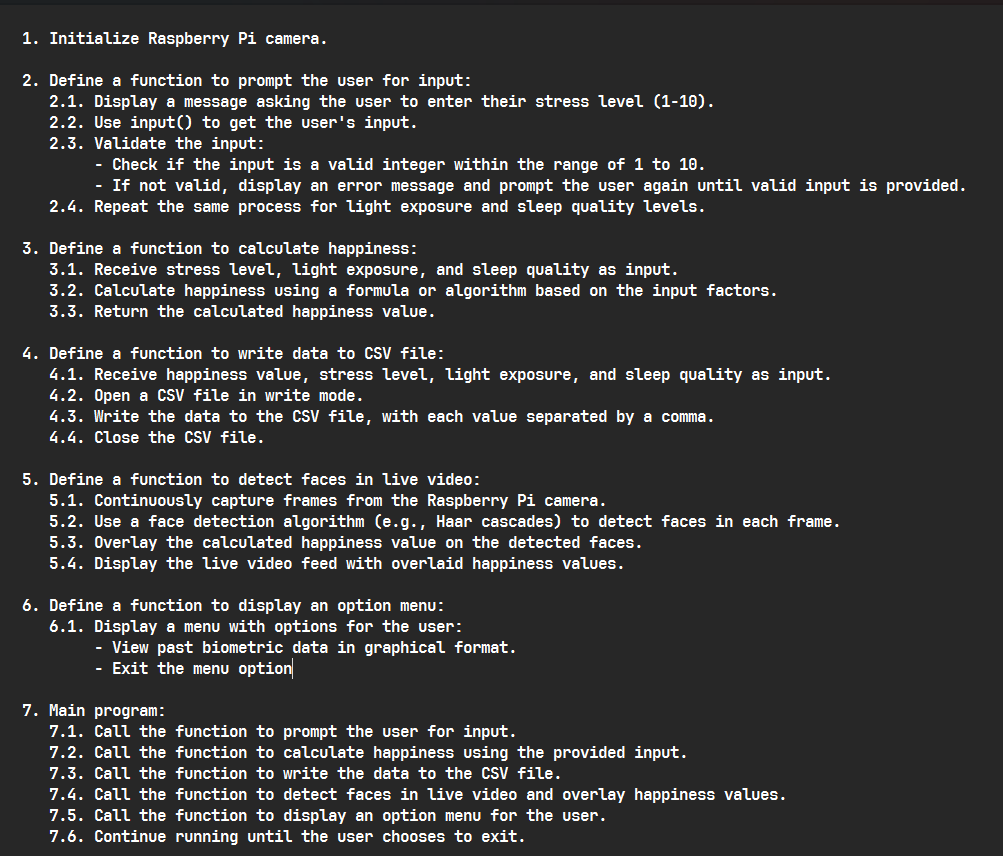 1. Initialize Raspberry Pi camera.
2. Define a function to prompt the user for input:
2.1. Display a message asking the user to enter their stress level (1-10).
2.2. Use input() to get the user's input.
2.3. Validate the input:
- Check if the input is a valid integer within the range of 1 to 10.
- If not valid, display an error message and prompt the user again until valid input is provided.
2.4. Repeat the same process for light exposure and sleep quality levels.
3. Define a function to calculate happiness:
3.1. Receive stress level, light exposure, and sleep quality as input.
3.2. Calculate happiness using a formula or algorithm based on the input factors.
3.3. Return the calculated happiness value.
4. Define a function to write data to CSV file:
4.1. Receive happiness value, stress level, light exposure, and sleep quality as input.
4.2. Open a CSV file in write mode.
4.3. Write the data to the CSV file, with each value separated by a comma.
4.4. Close the CSV file.
5. Define a function to detect faces in live video:
5.1. Continuously capture frames from the Raspberry Pi camera.
5.2. Use a face detection algorithm (e.g., Haar cascades) to detect faces in each frame.
5.3. Overlay the calculated happiness value on the detected faces.
5.4. Display the live video feed with overlaid happiness values.
6. Define a function to display an option menu:
6.1. Display a menu with options for the user:
- View past biometric data in graphical format.
- Exit the menu option
7. Main program:
7.1. Call the function to prompt the user for input.
7.2. Call the function to calculate happiness using the provided input.
7.3. Call the function to write the data to the CSV file.
7.4. Call the function to detect faces in live video and overlay happiness values.
7.5. Call the function to display an option menu for the user.
7.6. Continue running until the user chooses to exit.